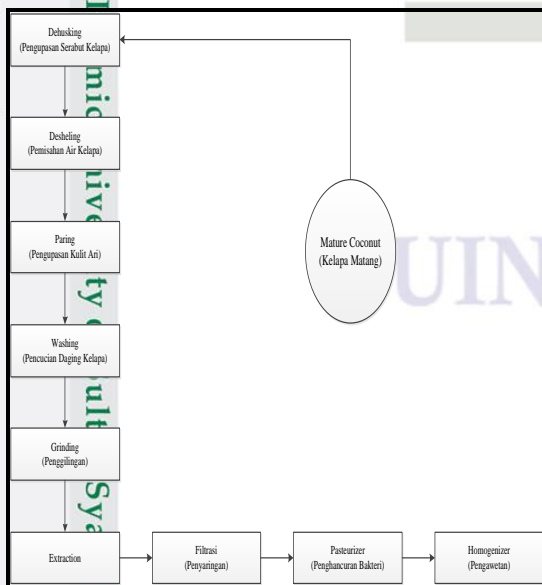 Dehusking
(Pengupasan Serabut Kelapa)
Desheling
(Pemisahan Air Kelapa)
Paring
(Pengupasan Kulit Ari)
Mature Coconut
(Kelapa Matang)
UIN
Washing
(Pencucian Daging Kelapa)
Grinding
(Penggilingan)
Extraction
Filtrasi
(Penyaringan)
Pasteurizer
(Penghancuran Bakteri)
Homogenizer
(Pengawetan)